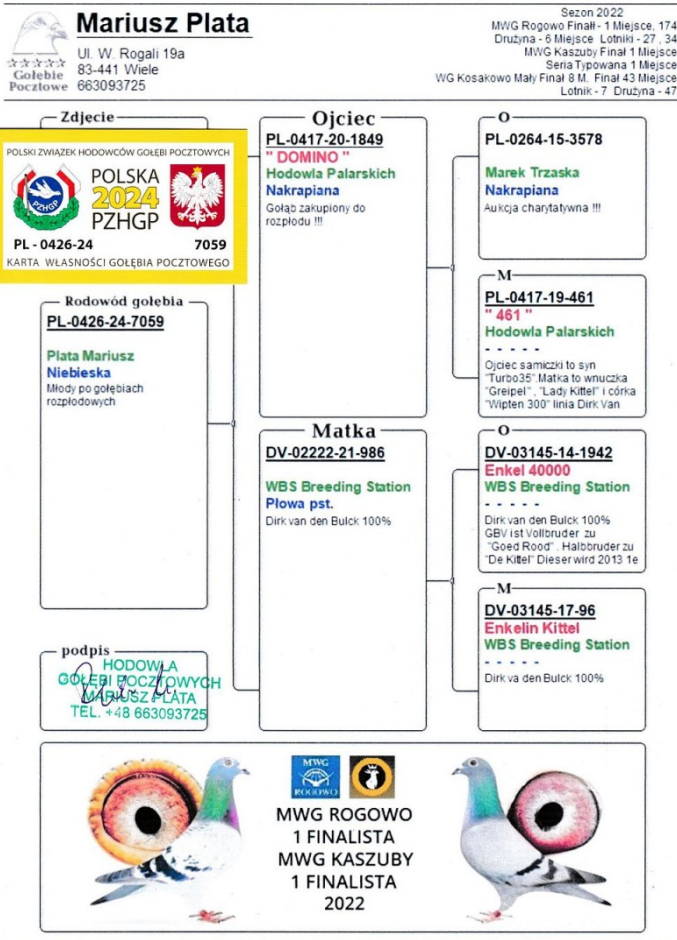 Gołebie
Pocztowe
Mariusz Plata
Ul. W. Rogali 19a
83-441 Wiele
663093725
Sezon 2022
MWG Rogowo Finałł - 1 Miejsce, 174
Drużyna - 6 Miejsce Lotniki - 27 , 34
MWG Kaszuby Finał 1 Miejsce
Seria Typowana 1 Miejsce
WG Kosakowo Mały Finał 8 M. Finał 43 Miejsce
Lotnik - 7 Drużyna - 47
Zdjęcie
POLSKI ZWIĄZEK HODOWCÓW GOŁĘBI POCZTOWYCH
PZHGP
POLSKA
2024
PZHGP
PL - 0426-24 7059
KARTA WŁASNOŚCI GOŁĘBIA POCZTOWEGO
Rodowód gołębia
PL-0426-24-7059
Plata Mariusz
Niebieska
Młody po gołębiach
rozpłodowych
podpis
HODOWLA
GOŁĘBI POCZTOWYCH
MARIUSZ PLATA
TEL. +48 663093725
Ojciec
PL-0417-20-1849
" DOMINO "
Hodowla Palarskich
Nakrapiana
Gołąb zakupiony do
rozpłodu !!!
Matka
DV-02222-21-986
WBS Breeding Station
Płowa pst.
Dirk van den Bulck 100%
O
PL-0264-15-3578
Marek Trzaska
Nakrapiana
Aukcja charytatywna !!!
M
PL-0417-19-461
" 461 "
Hodowla Palarskich
- - - - -
Ojciec samiczki to syn
"Turbo35".Matka to wnuczka
"Greipel" , "Lady Kittel" i córka
"Wipten 300" linia Dirk Van
O
DV-03145-14-1942
Enkel 40000
WBS Breeding Station
- - - - -
Dirk van den Bulck 100%
GBV ist Vollbruder zu
"Goed Rood" . Halbbruder zu
"De Kittel" Dieser wird 2013 1e
M
DV-03145-17-96
Enkelin Kittel
WBS Breeding Station
- - - - -
Dirk va den Bulck 100%
MWG
ROGOWO
MWG ROGOWO
1 FINALISTA
MWG KASZUBY
1 FINALISTA
2022